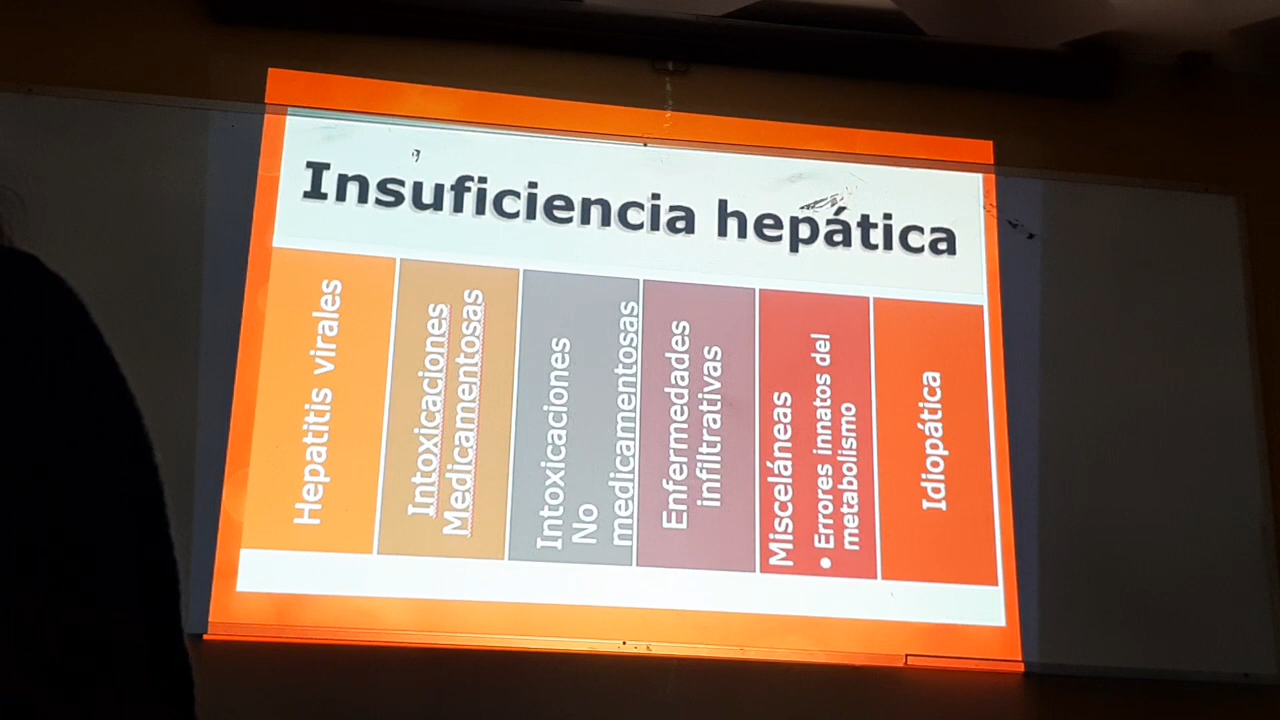 Insuficiencia hepática
Hepatitis virales
Intoxicaciones
Medicamentosas
Intoxicaciones
No
medicamentosas
Enfermedades
infiltrativas
Misceláneas
• Errores innatos del
metabolismo
Idiopática